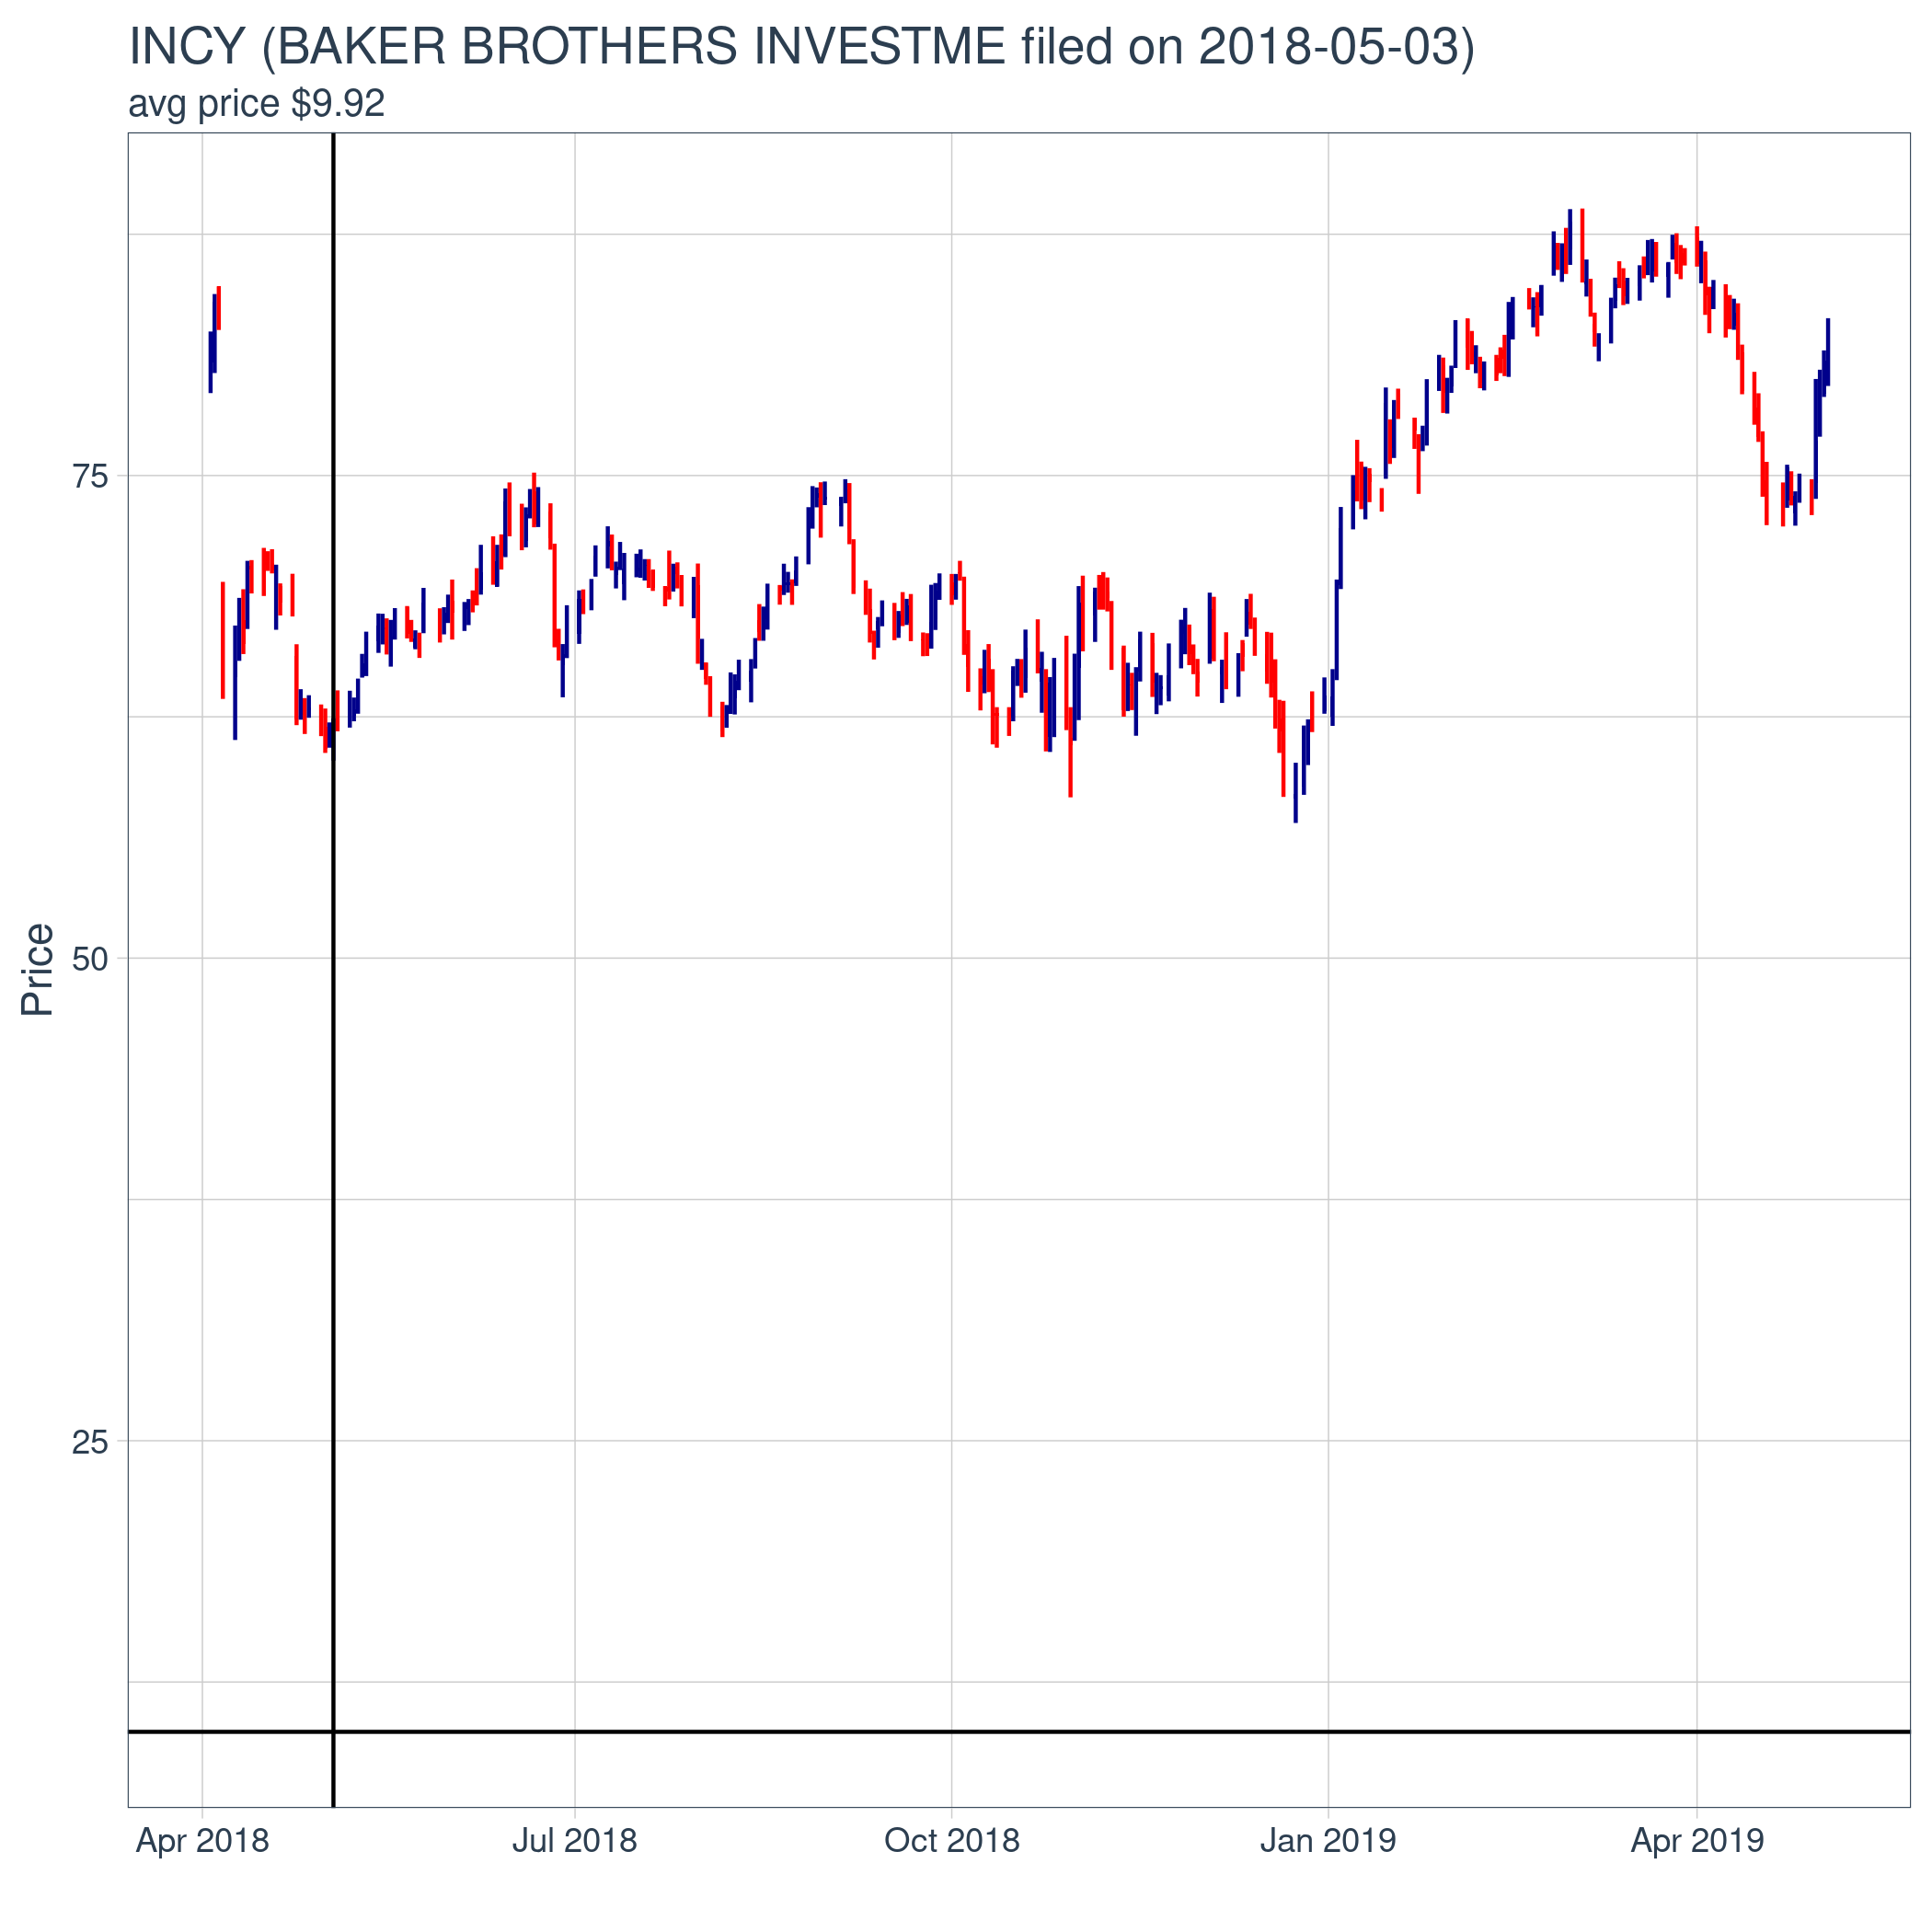 INCY (BAKER BROTHERS INVESTME filed on 2018-05-03)
avg price $9.92
Price
75
50
25
Apr 2018
Jul 2018
Oct 2018
Jan 2019
Apr 2019